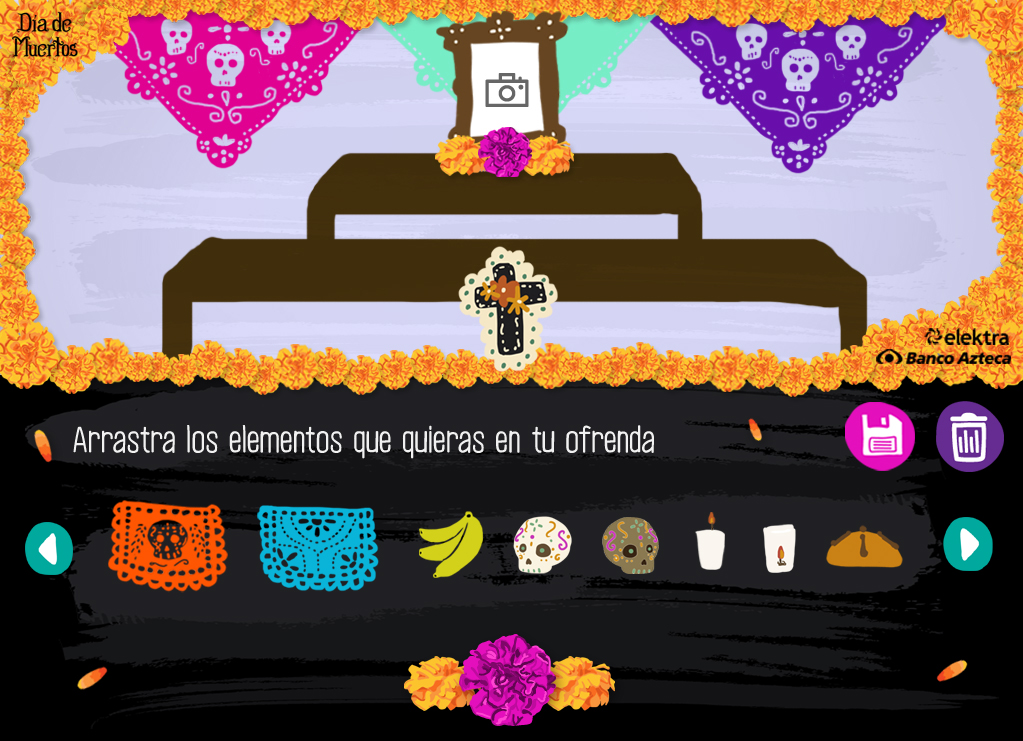 Día de
Muertos
elektra
Banco Azteca
Arrastra los elementos que quieras en tu ofrenda